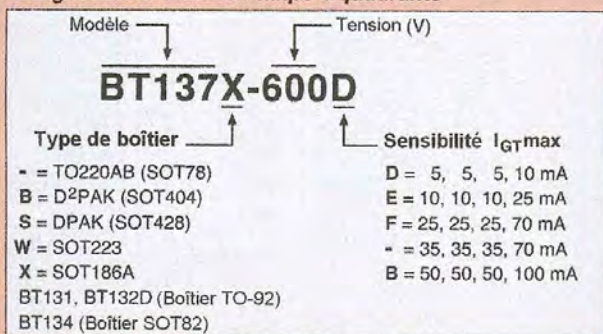 Modèle
Tension (V)
BT137X-600D
Type de boîtier
Sensibilité IGTmax
- = TO220AB (SOT78)
D = 5, 5, 5, 10 mA
B = D²PAK (SOT404)
E = 10, 10, 10, 25 mA
S = DPAK (SOT428)
F = 25, 25, 25, 70 mA
W = SOT223
- = 35, 35, 35, 70 mA
X = SOT186A
B = 50, 50, 50, 100 mA
BT131, BT132D (Boîtier TO-92)
BT134 (Boîtier SOT82)